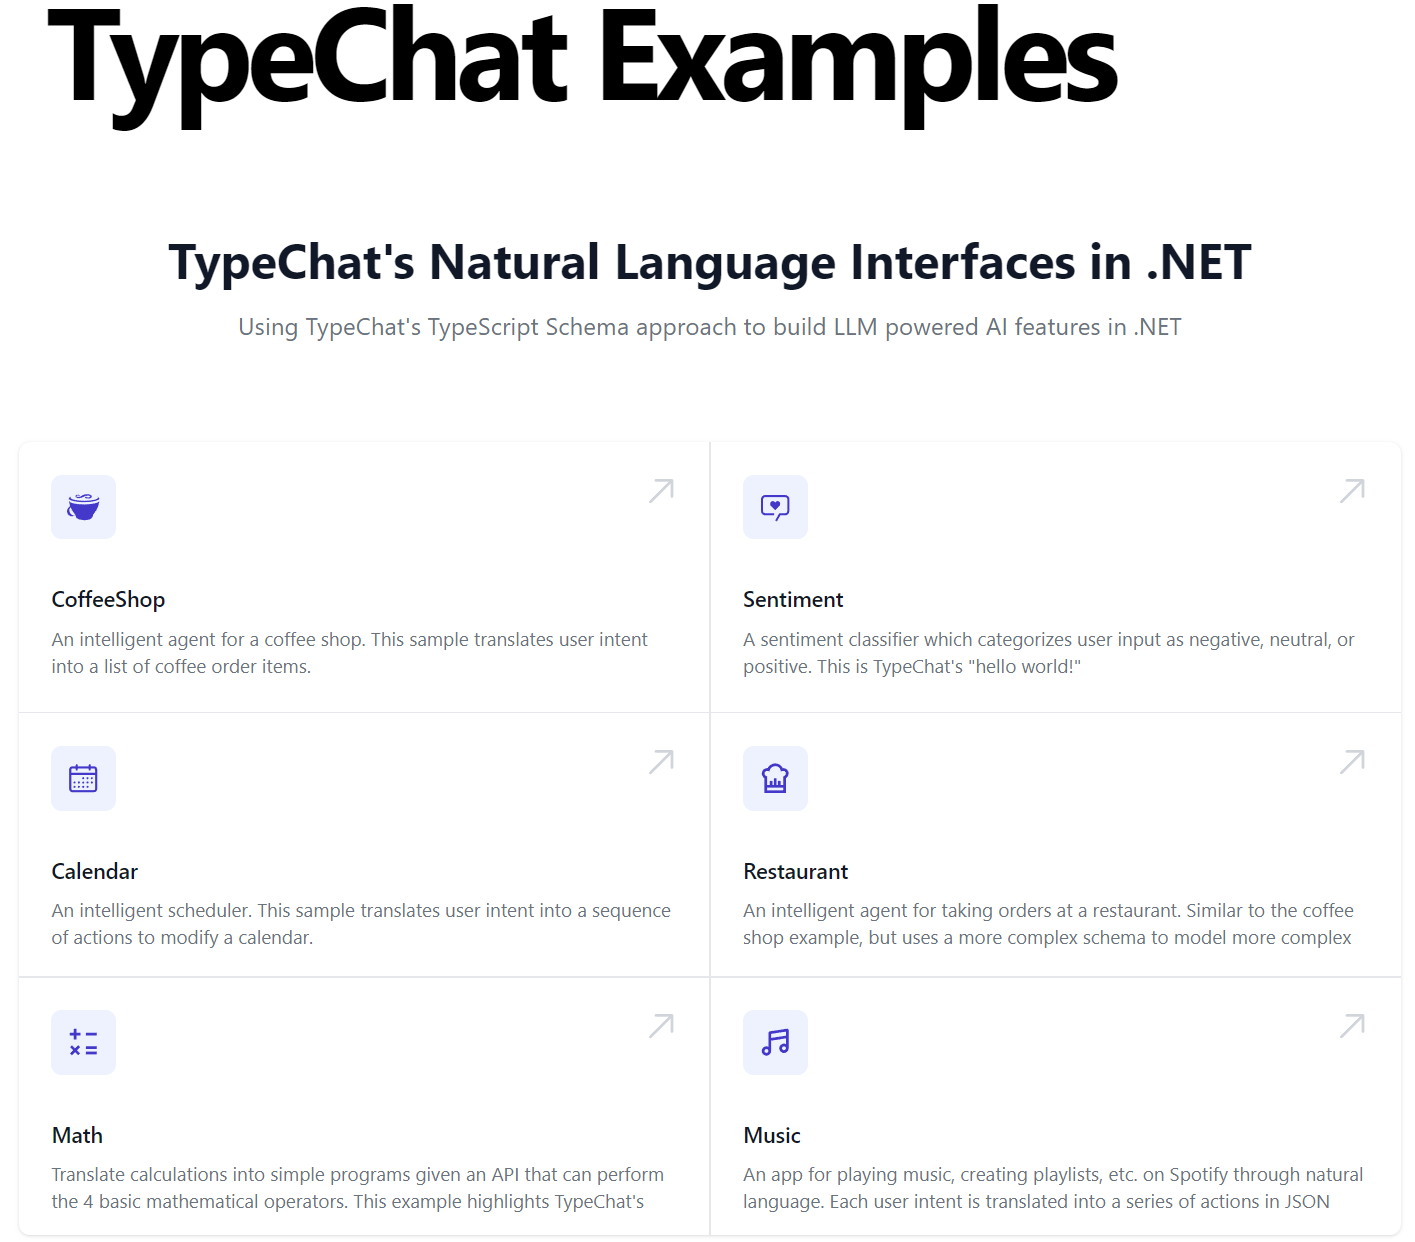 TypeChat Examples
TypeChat's Natural Language Interfaces in .NET
Using TypeChat's TypeScript Schema approach to build LLM powered AI features in .NET
CoffeeShop
An intelligent agent for a coffee shop. This sample translates user intent
into a list of coffee order items.
Sentiment
A sentiment classifier which categorizes user input as negative, neutral, or
positive. This is TypeChat's "hello world!"
Calendar
An intelligent scheduler. This sample translates user intent into a sequence
of actions to modify a calendar.
Restaurant
An intelligent agent for taking orders at a restaurant. Similar to the coffee
shop example, but uses a more complex schema to model more complex
Math
Translate calculations into simple programs given an API that can perform
the 4 basic mathematical operators. This example highlights TypeChat's
Music
An app for playing music, creating playlists, etc. on Spotify through natural
language. Each user intent is translated into a series of actions in JSON